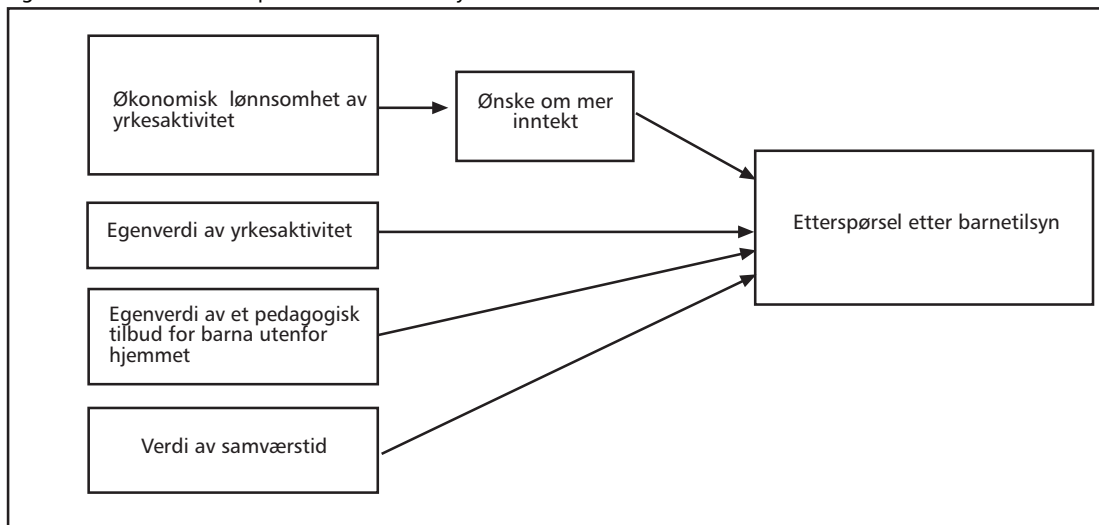 Økonomisk lønnsomhet av
yrkesaktivitet
Ønske om mer
inntekt
Etterspørsel etter barnetilsyn
Egenverdi av yrkesaktivitet
Egenverdi av et pedagogisk
tilbud for barna utenfor
hjemmet
Verdi av samværstid